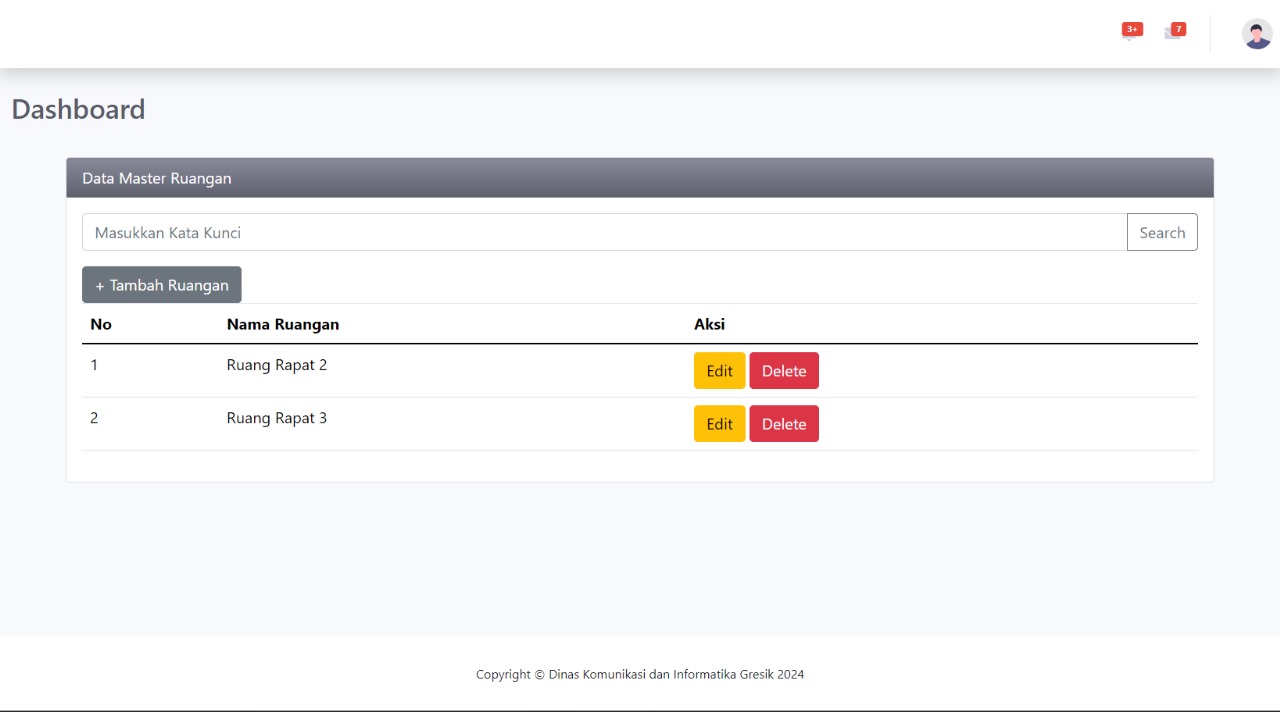 3+ 7
Dashboard
Data Master Ruangan
Masukkan Kata Kunci Search
+ Tambah Ruangan
No Nama Ruangan Aksi
1 Ruang Rapat 2 Edit Delete
2 Ruang Rapat 3 Edit Delete
Copyright © Dinas Komunikasi dan Informatika Gresik 2024